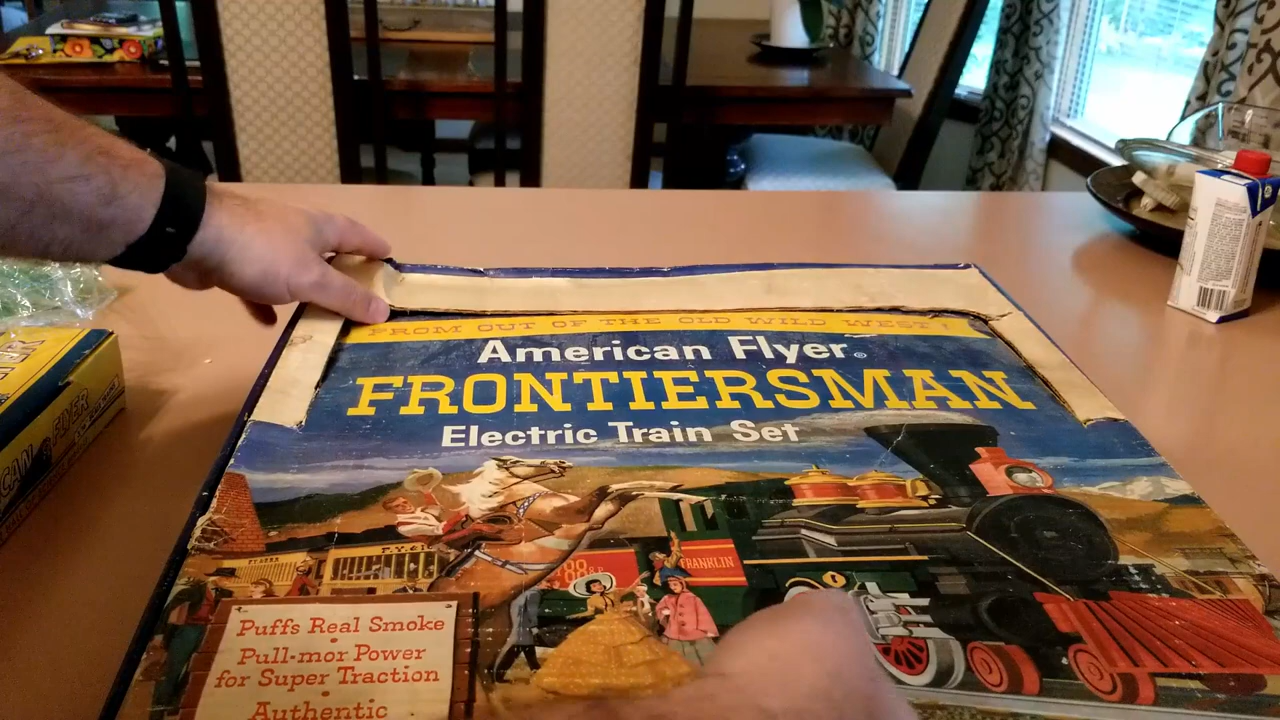 FROM OUT OF THE OLD WILD WEST!
American Flyer®
FRONTIERSMAN
Electric Train Set
P.Y. & I.
FRANKLIN
Puffs Real Smoke
Pull-mor Power
for Super Traction
Authentic